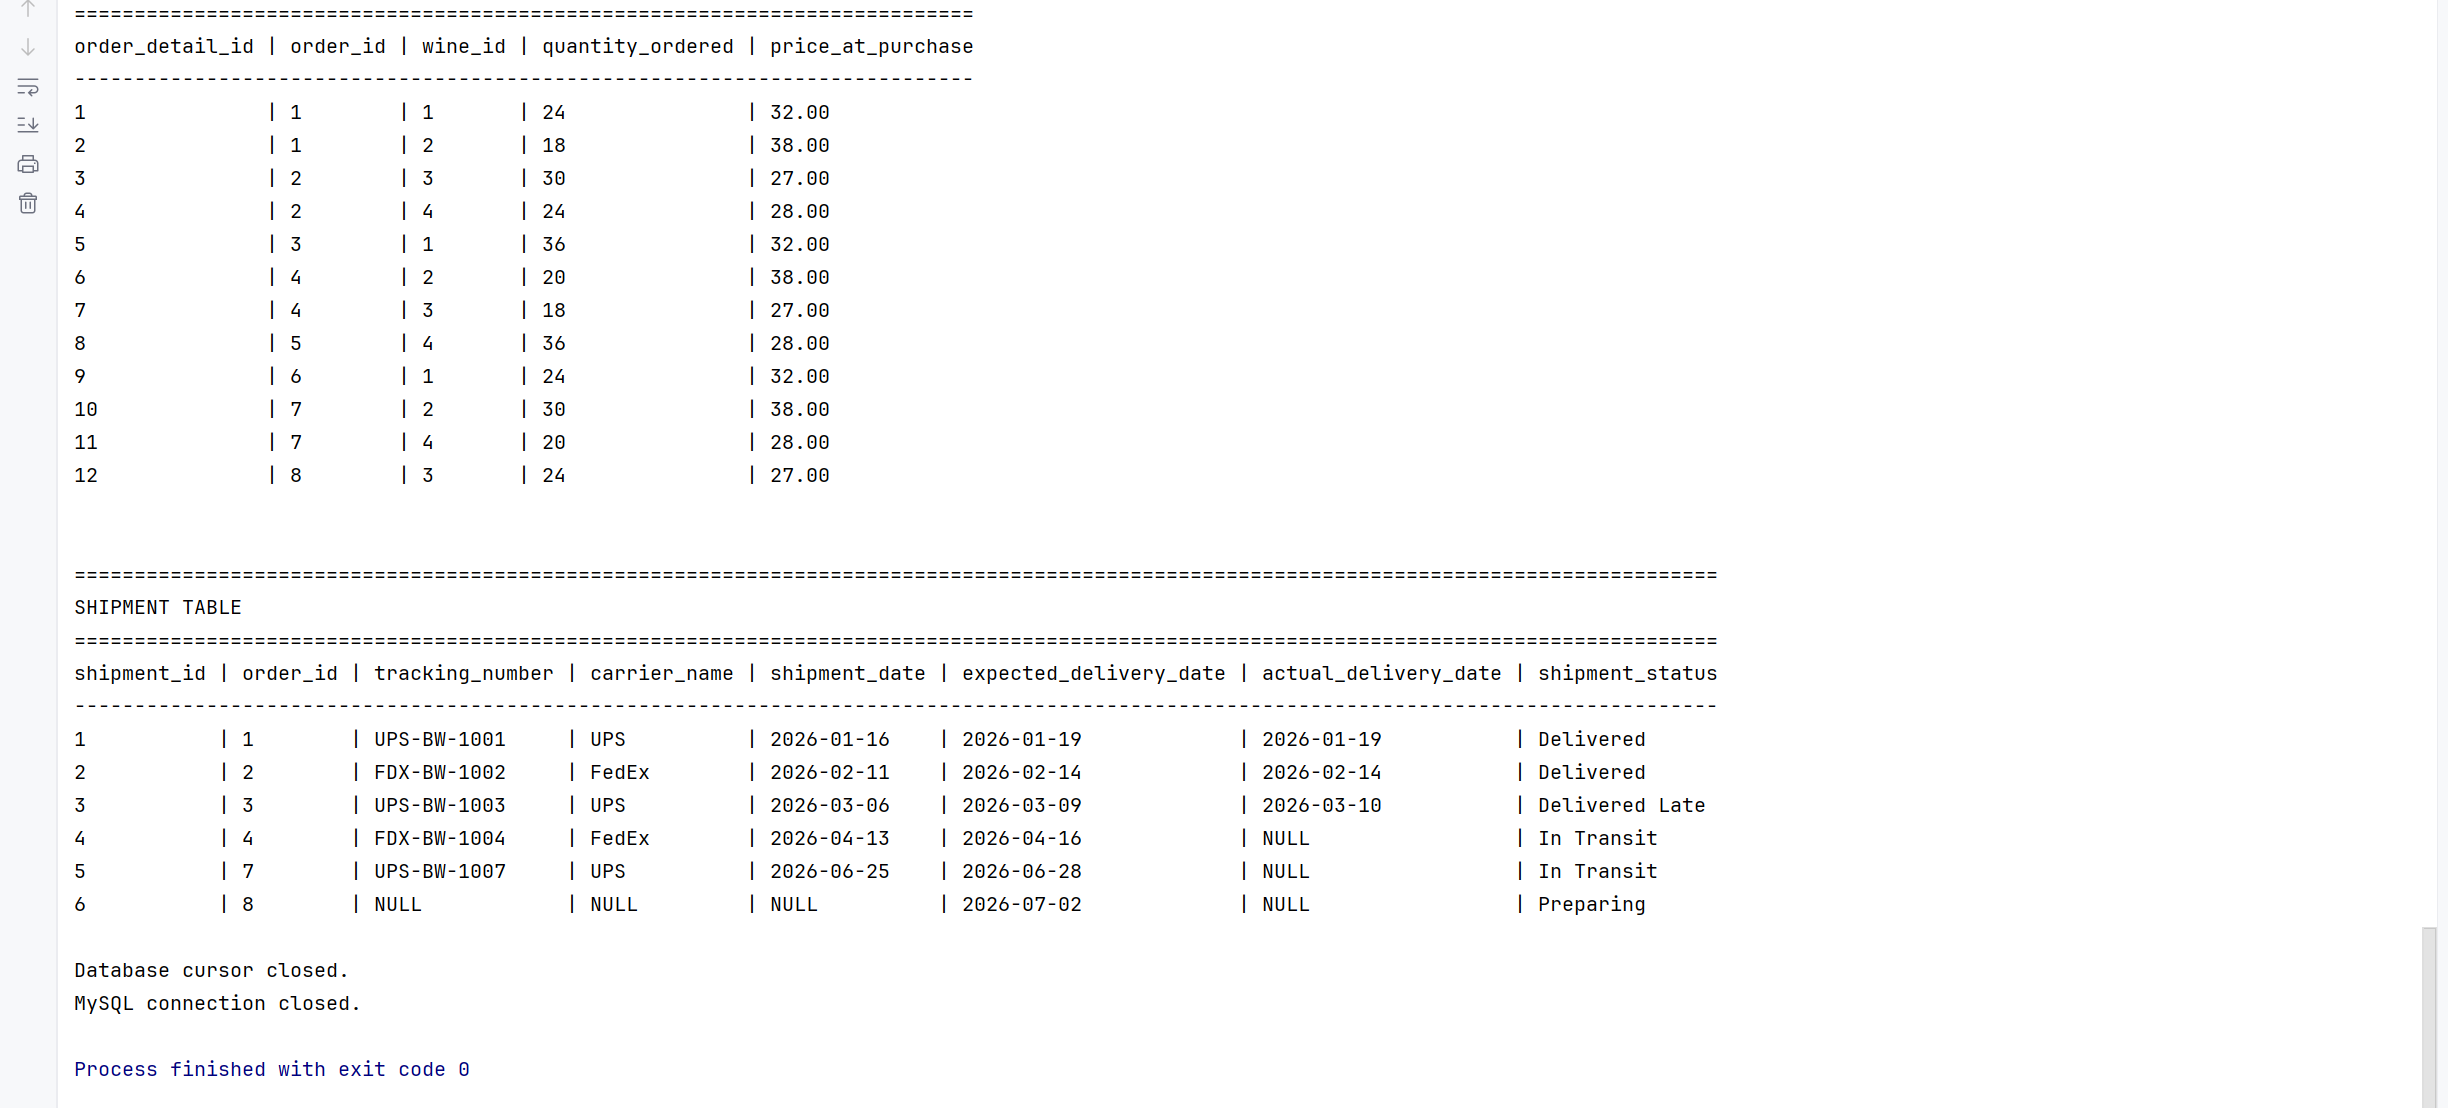 ===========================================================================
order_detail_id | order_id | wine_id | quantity_ordered | price_at_purchase
---------------------------------------------------------------------------
1               | 1        | 1       | 24               | 32.00
2               | 1        | 2       | 18               | 38.00
3               | 2        | 3       | 30               | 27.00
4               | 2        | 4       | 24               | 28.00
5               | 3        | 1       | 36               | 32.00
6               | 4        | 2       | 20               | 38.00
7               | 4        | 3       | 18               | 27.00
8               | 5        | 4       | 36               | 28.00
9               | 6        | 1       | 24               | 32.00
10              | 7        | 2       | 30               | 38.00
11              | 7        | 4       | 20               | 28.00
12              | 8        | 3       | 24               | 27.00
=========================================================================================================================================
SHIPMENT TABLE
=========================================================================================================================================
shipment_id | order_id | tracking_number | carrier_name | shipment_date | expected_delivery_date | actual_delivery_date | shipment_status
-----------------------------------------------------------------------------------------------------------------------------------------
1           | 1        | UPS-BW-1001     | UPS          | 2026-01-16    | 2026-01-19             | 2026-01-19           | Delivered
2           | 2        | FDX-BW-1002     | FedEx        | 2026-02-11    | 2026-02-14             | 2026-02-14           | Delivered
3           | 3        | UPS-BW-1003     | UPS          | 2026-03-06    | 2026-03-09             | 2026-03-10           | Delivered Late
4           | 4        | FDX-BW-1004     | FedEx        | 2026-04-13    | 2026-04-16             | NULL                 | In Transit
5           | 7        | UPS-BW-1007     | UPS          | 2026-06-25    | 2026-06-28             | NULL                 | In Transit
6           | 8        | NULL            | NULL         | NULL          | 2026-07-02             | NULL                 | Preparing
Database cursor closed.
MySQL connection closed.
Process finished with exit code 0